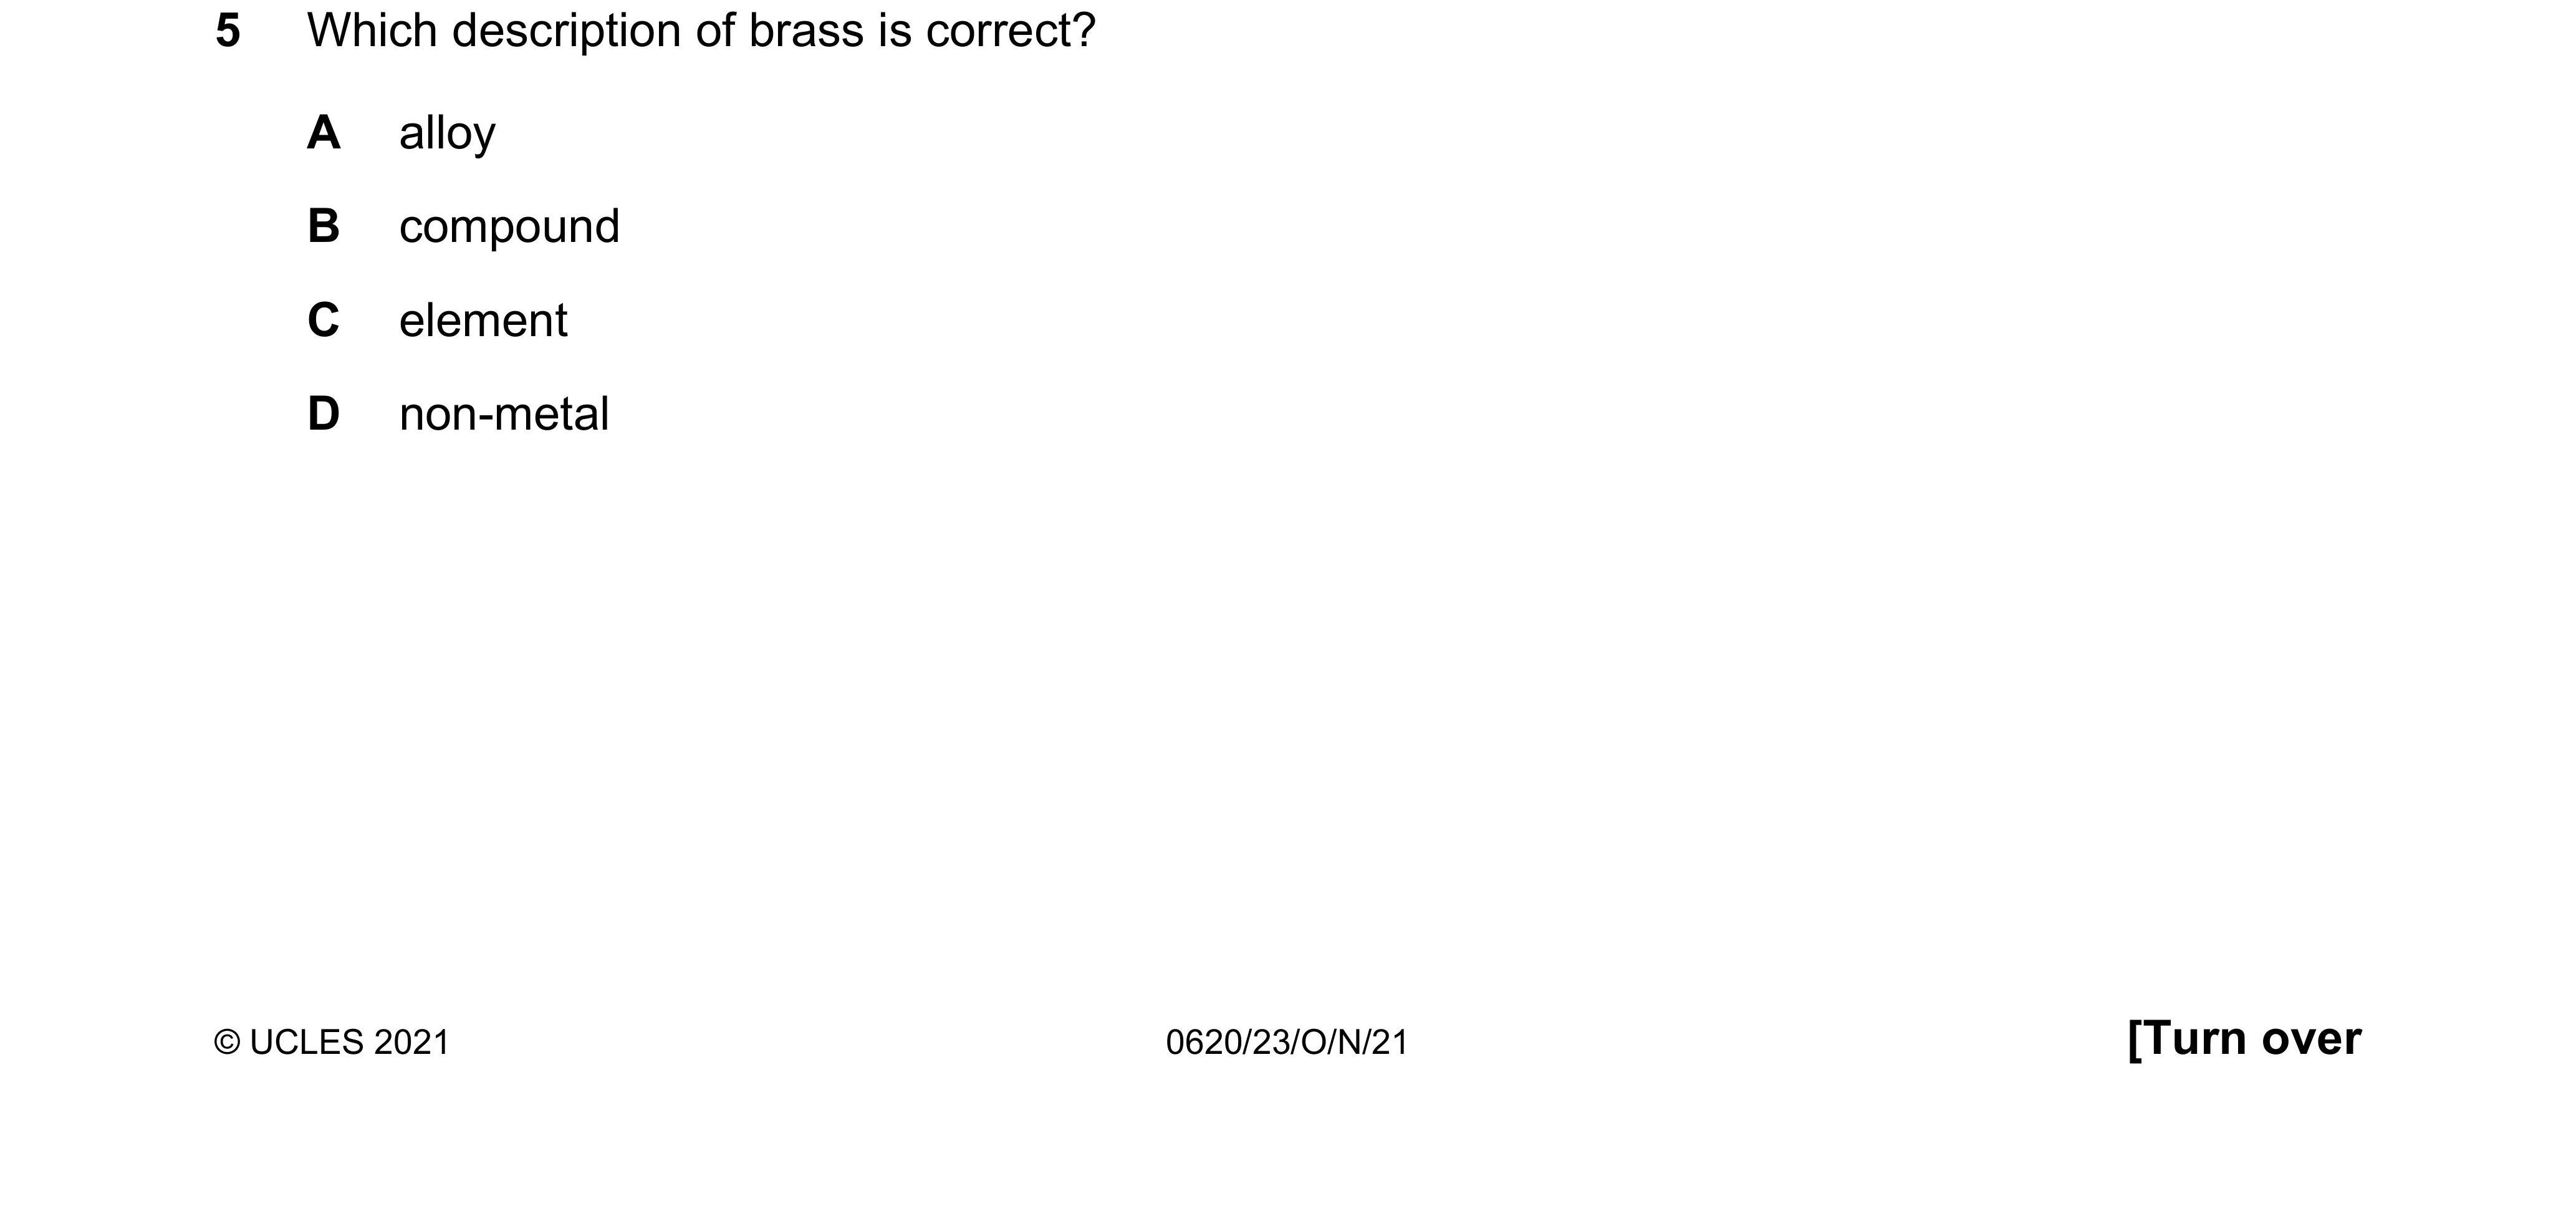 5 Which description of brass is correct?
A alloy
B compound
C element
D non-metal
© UCLES 2021 0620/23/O/N/21 [Turn over